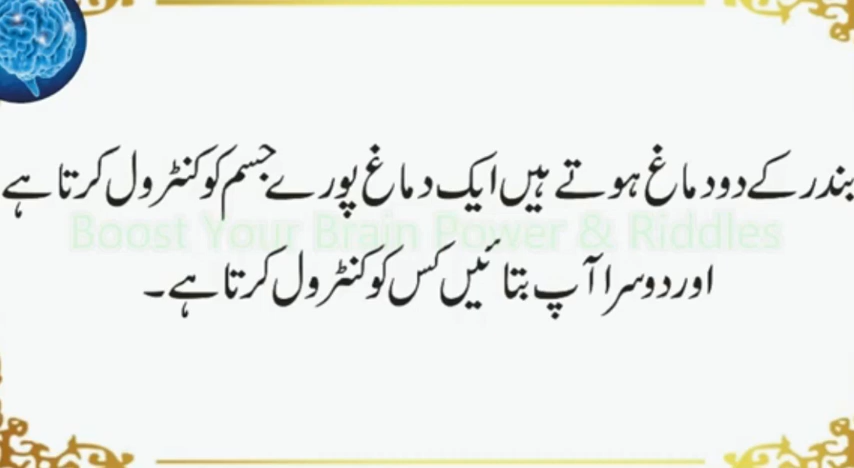 بندر کے دو دماغ ہوتے ہیں ایک دماغ پورے جسم کو کنٹرول کرتا ہے
Boost Your Brain Power & Riddles
اور دوسرا آپ بتائیں کس کو کنٹرول کرتا ہے۔